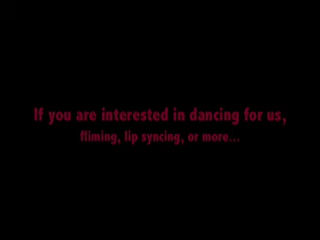 If you are interested in dancing for us,
fliming, lip syncing, or more...